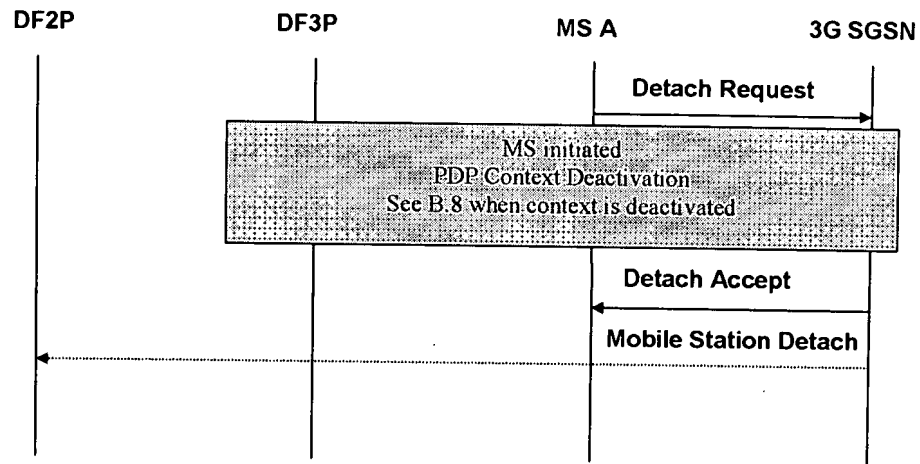 DF2P DF3P MS A 3G SGSN
Detach Request
MS initiated
PDP Context Deactivation
See B.8 when context is deactivated
Detach Accept
Mobile Station Detach